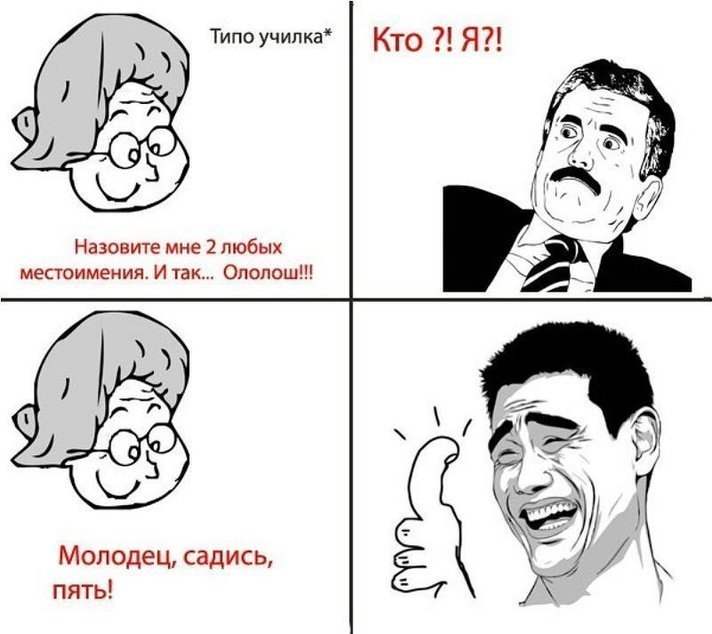 Типо училка*
Назовите мне 2 любых
местоимения. И так... Ололош!!!
Кто ?! Я?!
Молодец, садись,
пять!